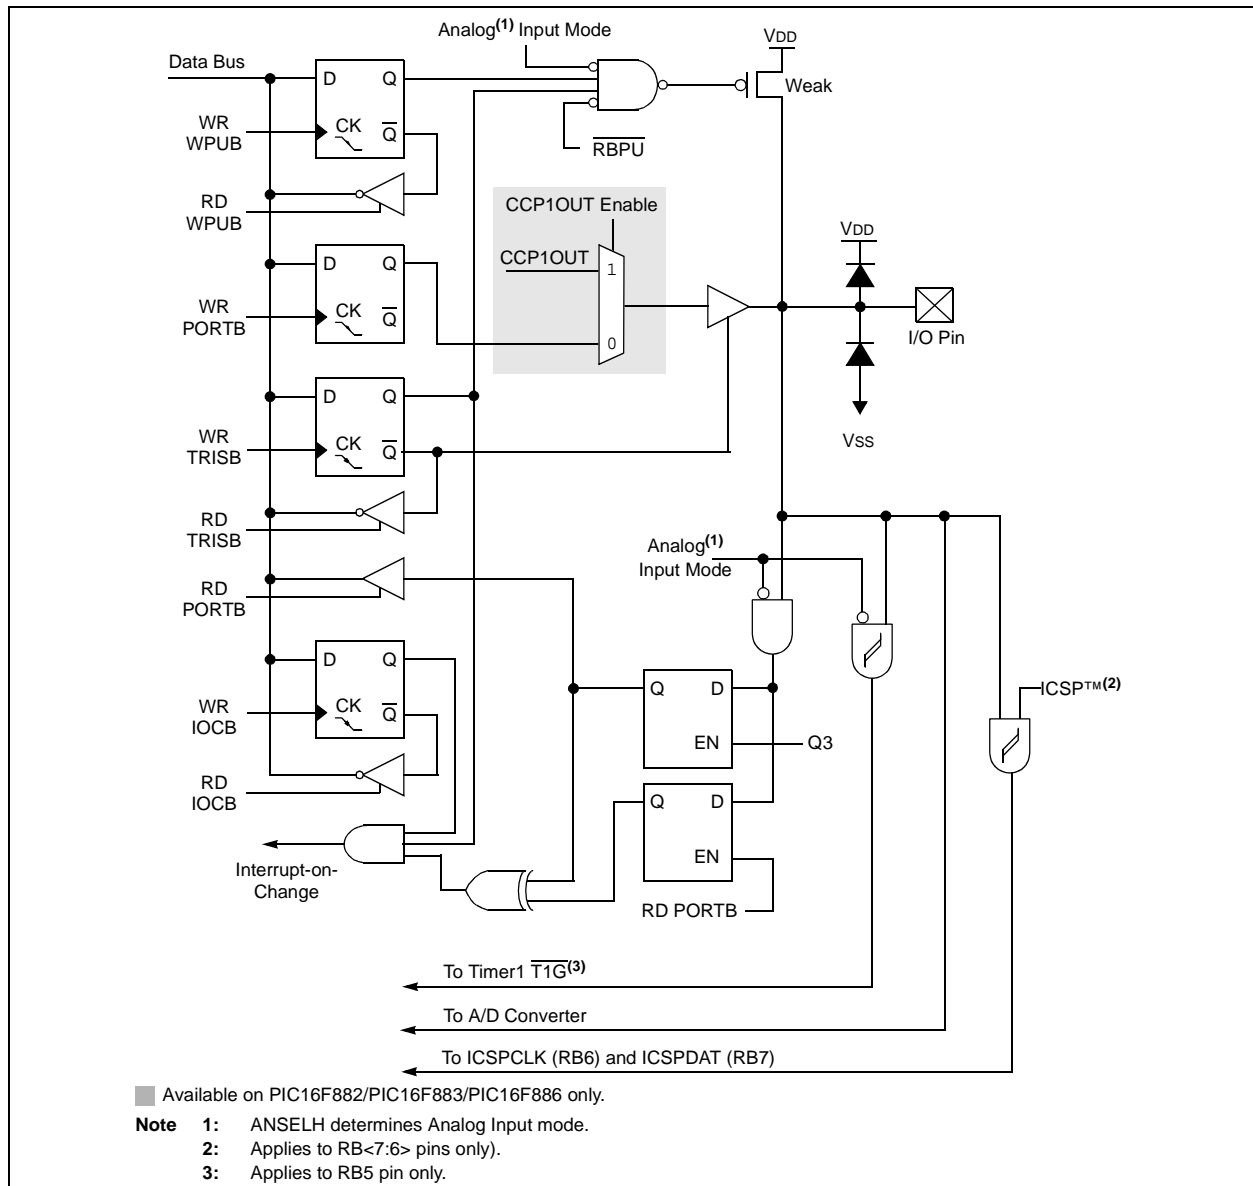 Analog(1) Input Mode
VDD
Data Bus
D Q
Weak
WR
WPUB
CK Q
RBPU
RD
WPUB
CCP1OUT Enable
VDD
CCP1OUT
1
D Q
WR
PORTB
CK Q
I/O Pin
0
D Q
WR
TRISB
CK Q
VSS
RD
TRISB
Analog(1)
Input Mode
RD
PORTB
D Q
Q D
ICSP™(2)
WR
IOCB
CK Q
EN
Q3
RD
IOCB
Q D
EN
Interrupt-on-
Change
RD PORTB
To Timer1 T1G(3)
To A/D Converter
To ICSPCLK (RB6) and ICSPDAT (RB7)
Available on PIC16F882/PIC16F883/PIC16F886 only.
Note 1: ANSELH determines Analog Input mode.
2: Applies to RB<7:6> pins only).
3: Applies to RB5 pin only.